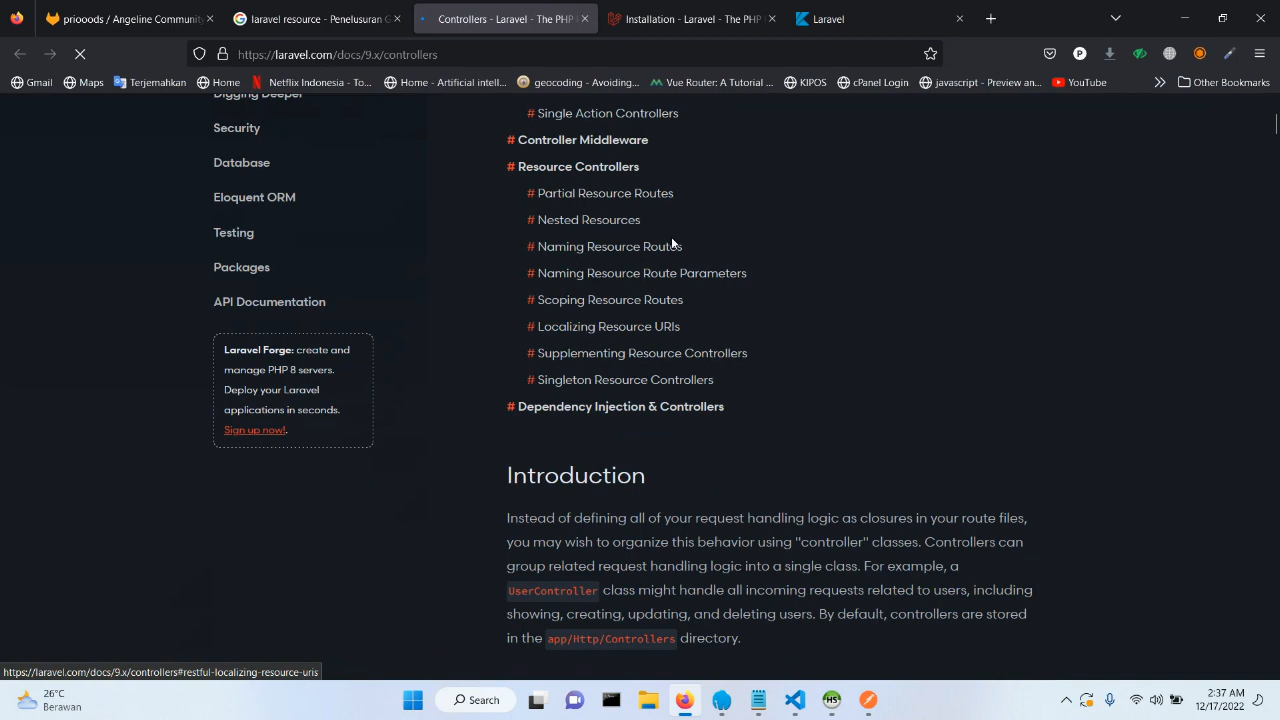 priooods / Angeline Community
laravel resource - Penelusuran G
Controllers - Laravel - The PHP
Installation - Laravel - The PHP
Laravel
https://laravel.com/docs/9.x/controllers
Gmail
Maps
Terjemahkan
Home
Netflix Indonesia - To...
Home - Artificial intell...
geocoding - Avoiding...
Vue Router: A Tutorial ...
KIPOS
cPanel Login
javascript - Preview an...
YouTube
Other Bookmarks
Digging Deeper
Security
Database
Eloquent ORM
Testing
Packages
API Documentation
Laravel Forge: create and
manage PHP 8 servers.
Deploy your Laravel
applications in seconds.
Sign up now!.
# Single Action Controllers
# Controller Middleware
# Resource Controllers
# Partial Resource Routes
# Nested Resources
# Naming Resource Routes
# Naming Resource Route Parameters
# Scoping Resource Routes
# Localizing Resource URIs
# Supplementing Resource Controllers
# Singleton Resource Controllers
# Dependency Injection & Controllers
Introduction
Instead of defining all of your request handling logic as closures in your route files,
you may wish to organize this behavior using "controller" classes. Controllers can
group related request handling logic into a single class. For example, a
UserController class might handle all incoming requests related to users, including
showing, creating, updating, and deleting users. By default, controllers are stored
in the app/Http/Controllers directory.
https://laravel.com/docs/9.x/controllers#restful-localizing-resource-uris
26°C
Berawan
Search
HS
2:37 AM
12/17/2022